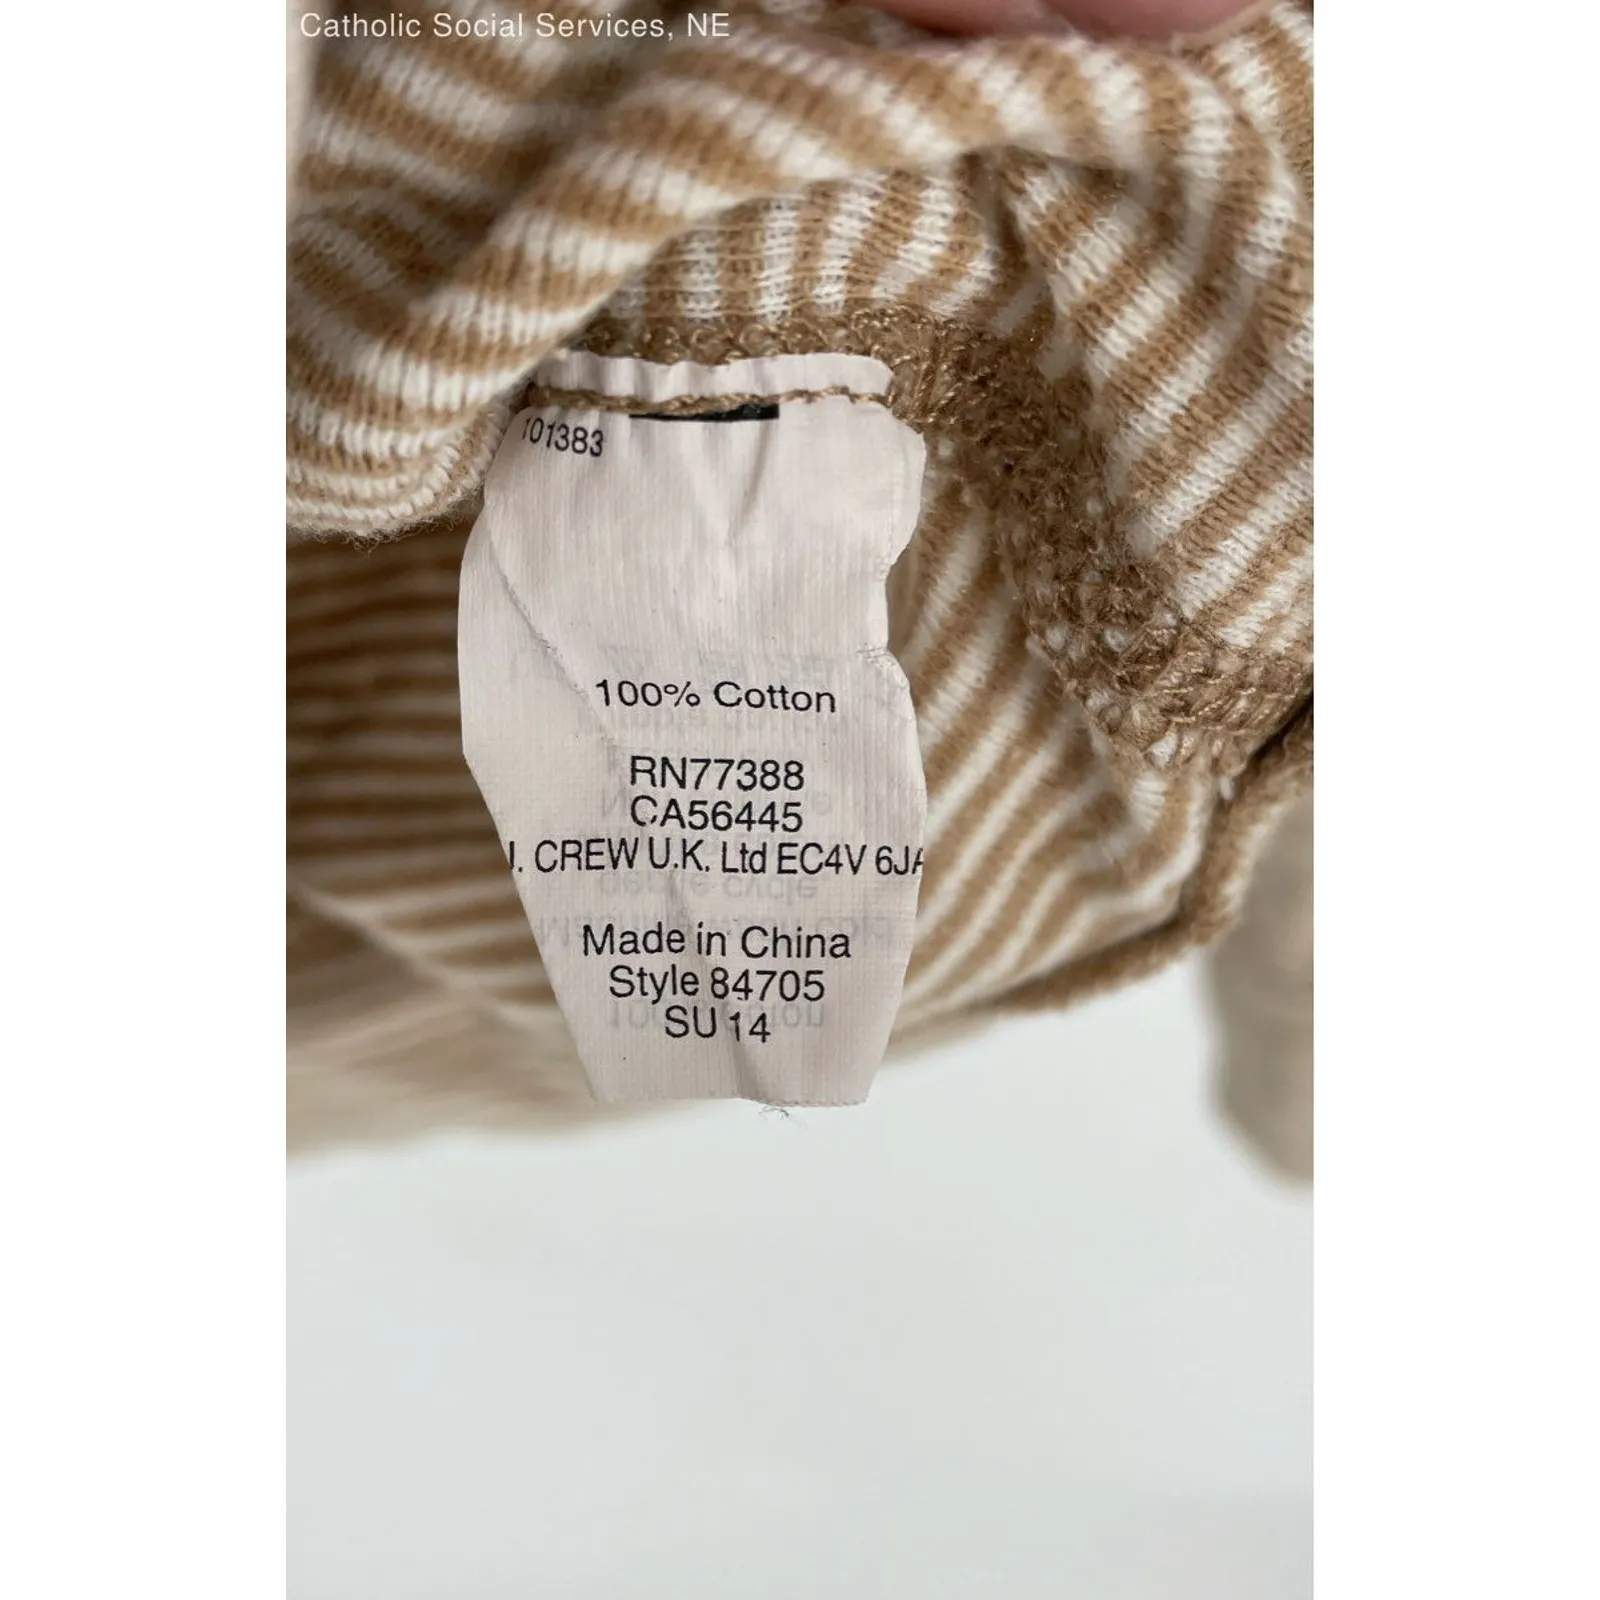 Catholic Social Services, NE
101383
100% Cotton
RN77388
CA56445
J. CREW U.K. Ltd EC4V 6JA
Made in China
Style 84705
SU 14